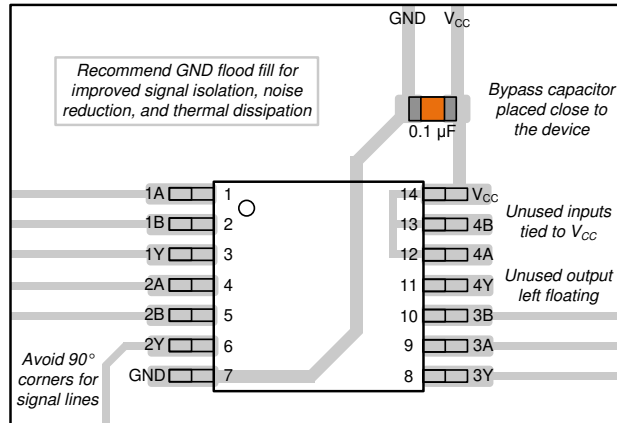 GND VCC
Recommend GND flood fill for
improved signal isolation, noise
reduction, and thermal dissipation
Bypass capacitor
placed close to
the device
0.1 µF
1A 1 14 VCC
1B 2 13 4B
Unused inputs
tied to VCC
1Y 3 12 4A
2A 4 11 4Y
Unused output
left floating
2B 5 10 3B
2Y 6 9 3A
GND 7 8 3Y
Avoid 90°
corners for
signal lines